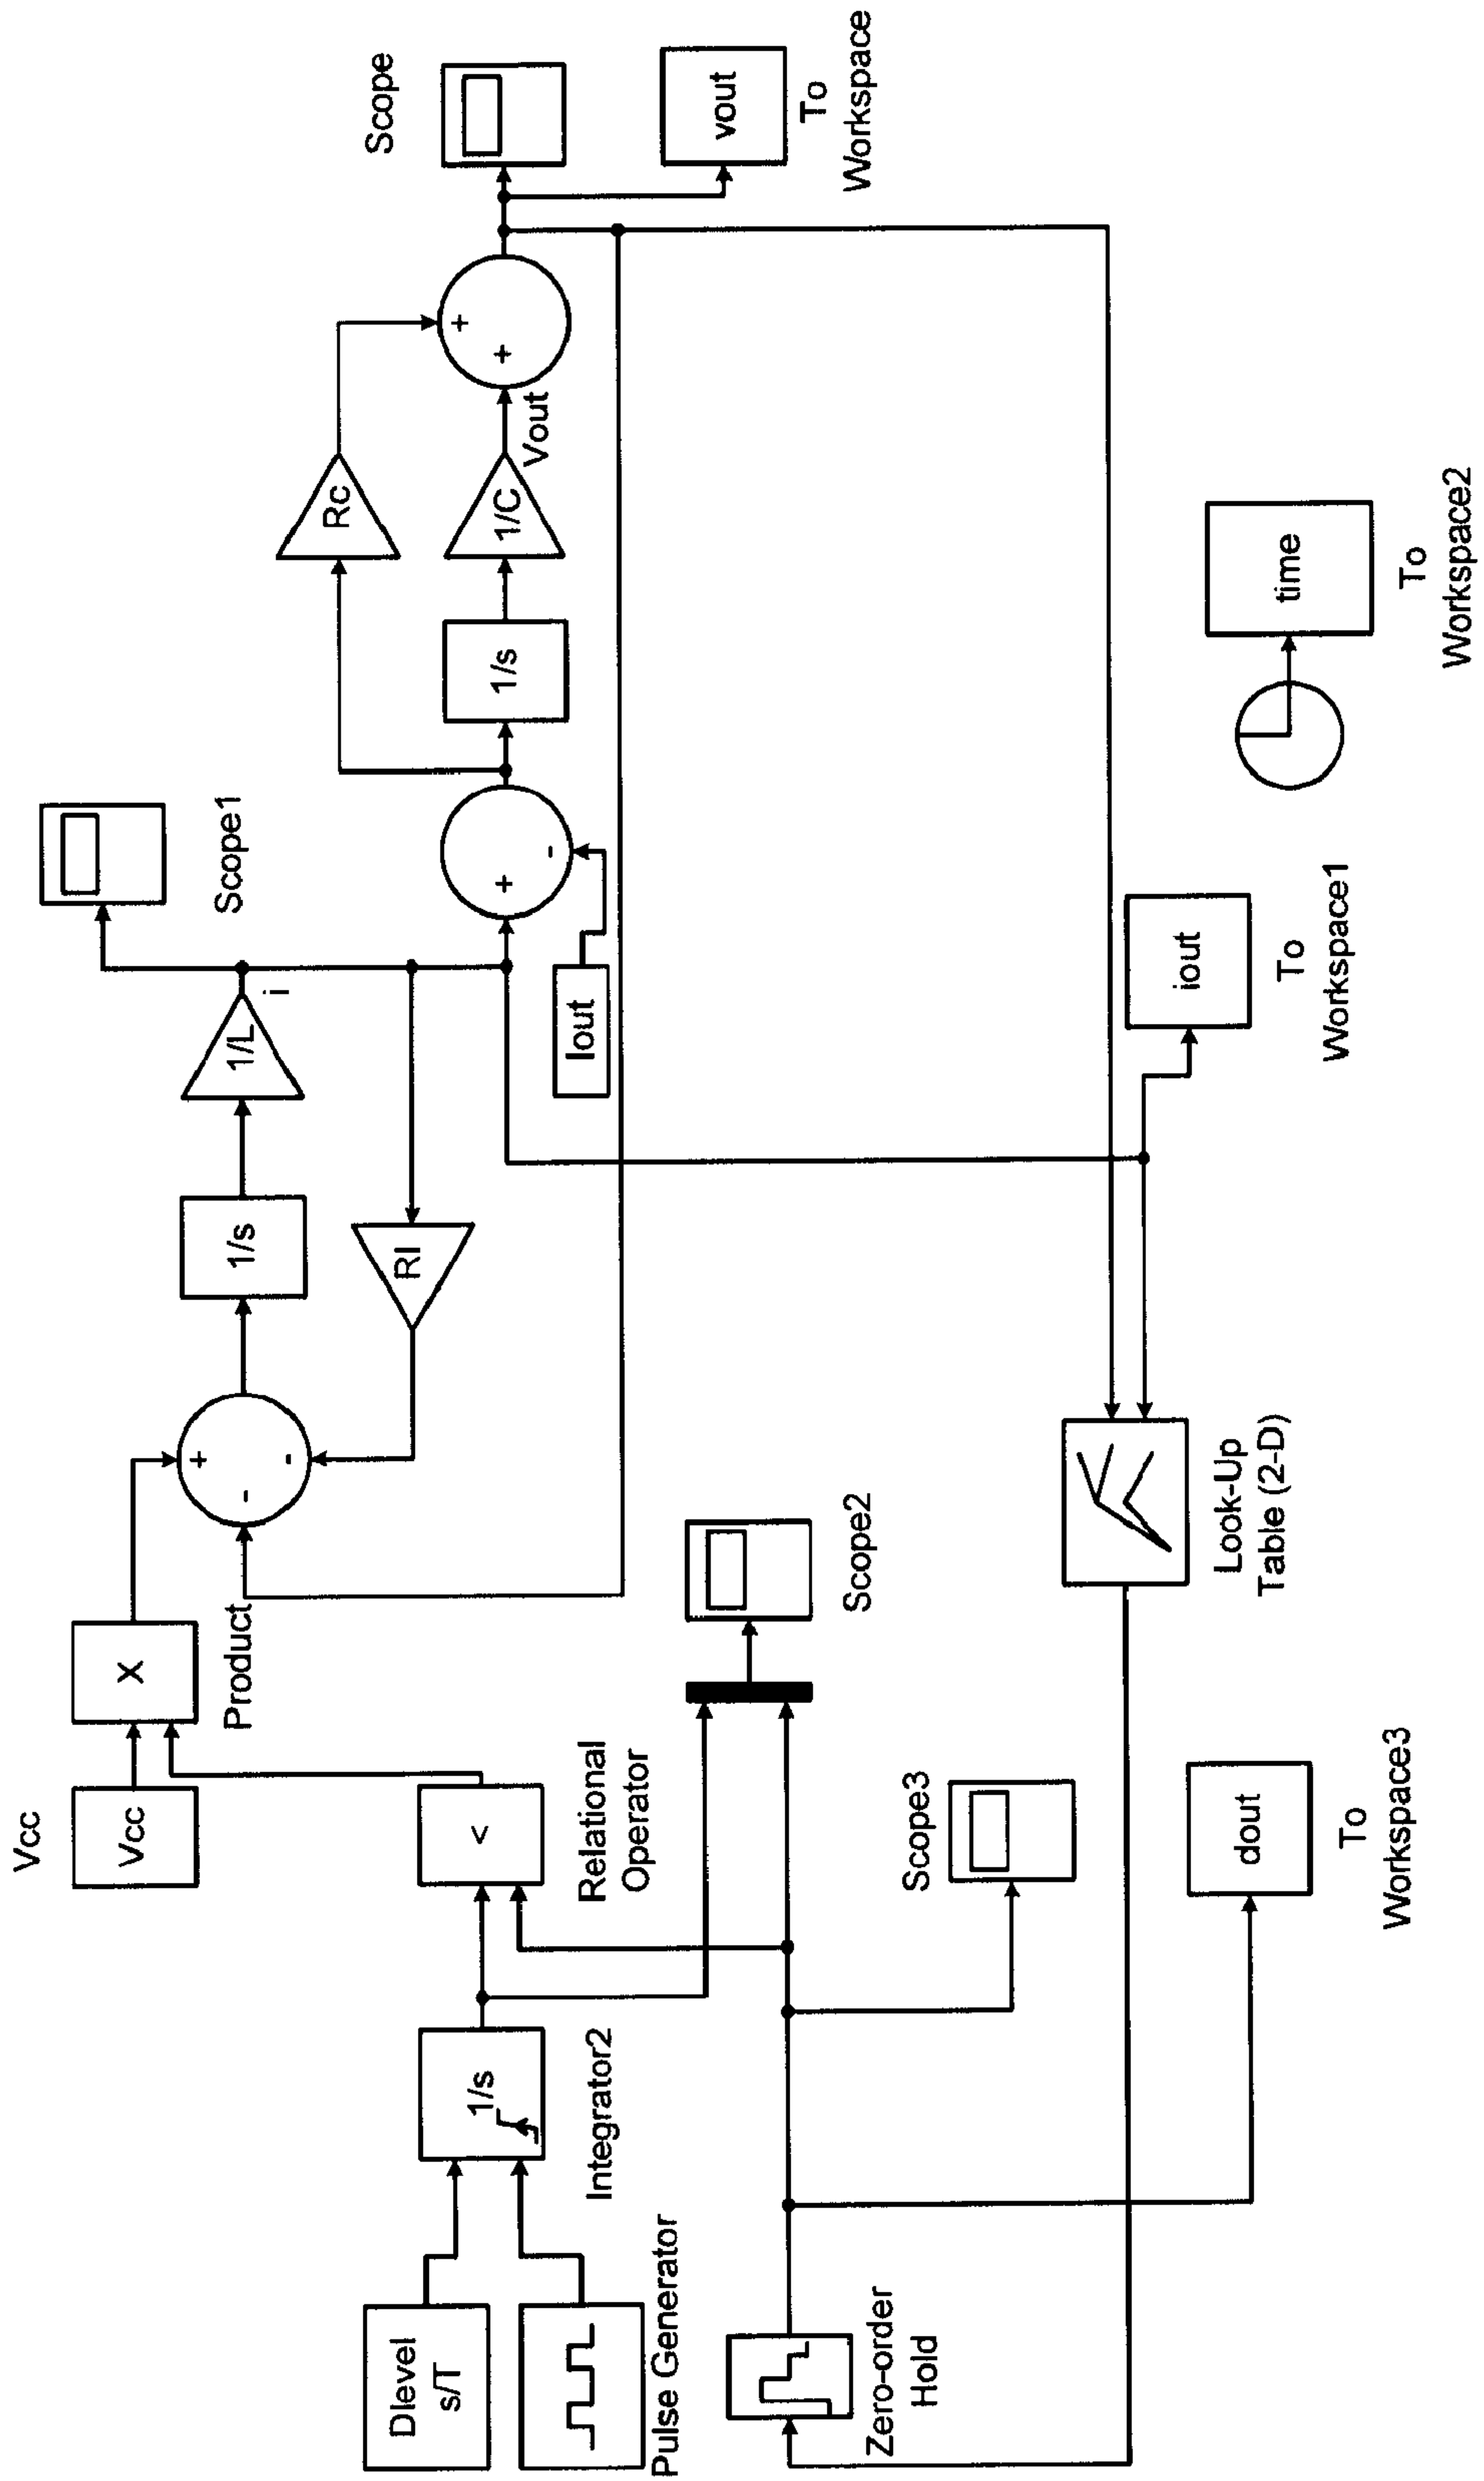 Vcc
Vcc
X
Product
+
-
-
1/s
1/L
i
Rl
Scope1
Iout
+
-
1/s
Rc
1/C
Vout
+
+
Scope
vout
To
Workspace
Dlevel
s/T
Pulse Generator
1/s
Integrator2
<
Relational
Operator
Scope2
Zero-order
Hold
Scope3
dout
To
Workspace3
Look-Up
Table (2-D)
iout
To
Workspace1
time
To
Workspace2